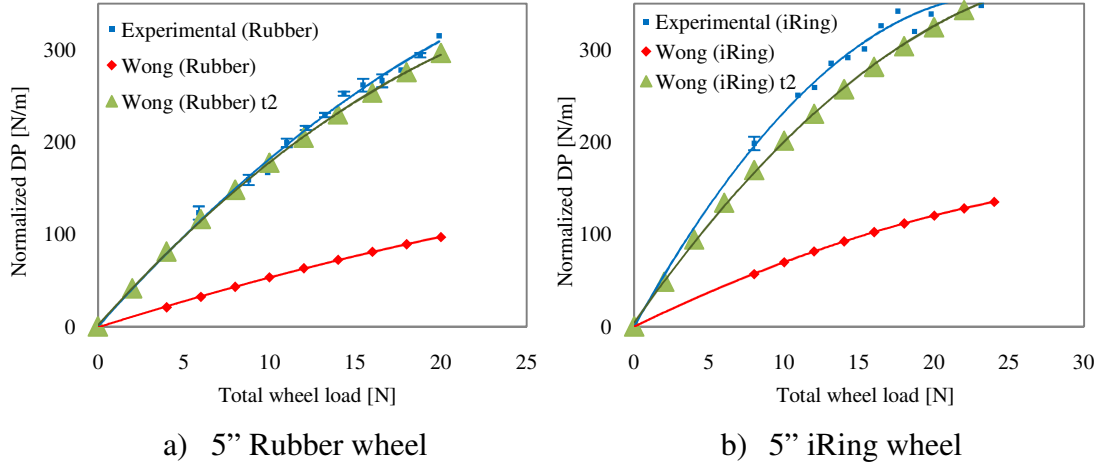 Normalized DP [N/m]
300
200
100
0
Experimental (Rubber)
Wong (Rubber)
Wong (Rubber) t2
0 5 10 15 20 25
Total wheel load [N]
a) 5” Rubber wheel
Normalized DP [N/m]
300
200
100
0
Experimental (iRing)
Wong (iRing)
Wong (iRing) t2
0 5 10 15 20 25 30
Total wheel load [N]
b) 5” iRing wheel